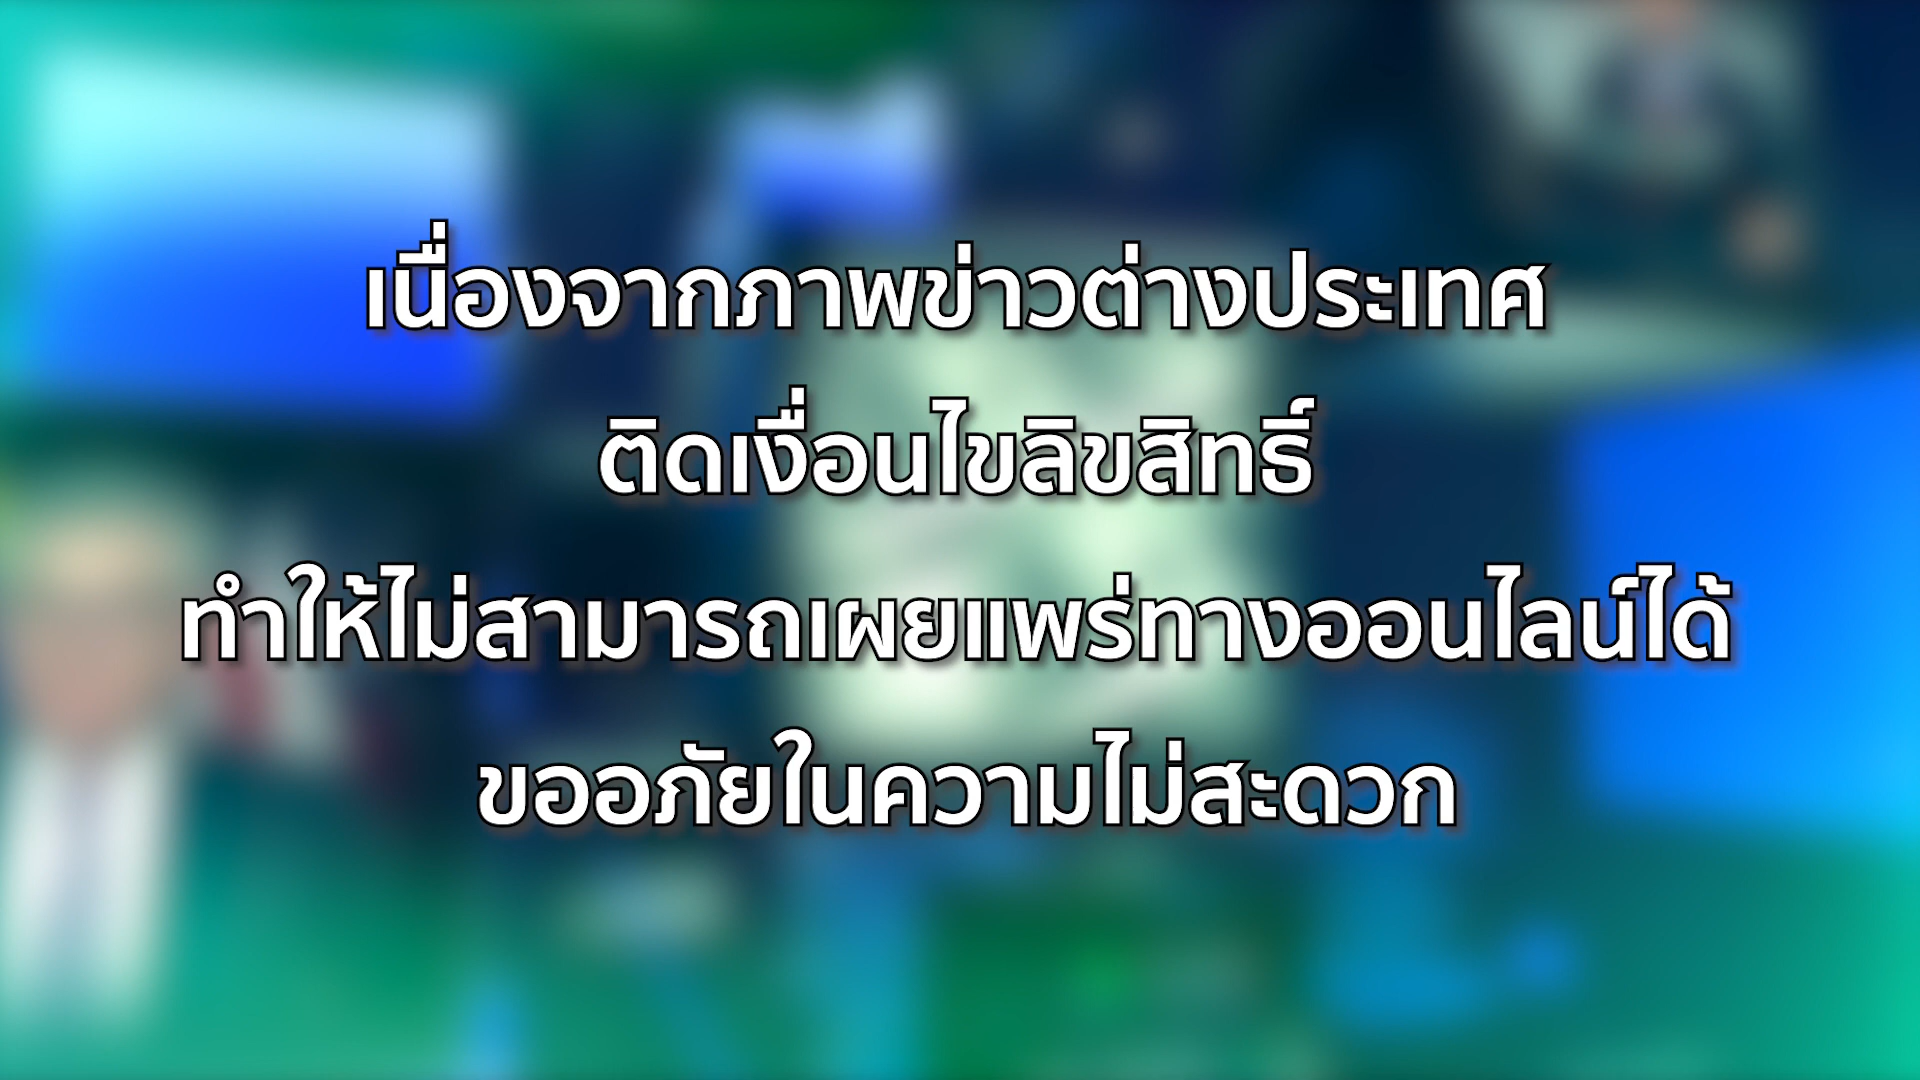 เนื่องจากภาพข่าวต่างประเทศ
ติดเงื่อนไขลิขสิทธิ์
ทำให้ไม่สามารถเผยแพร่ทางออนไลน์ได้
ขออภัยในความไม่สะดวก